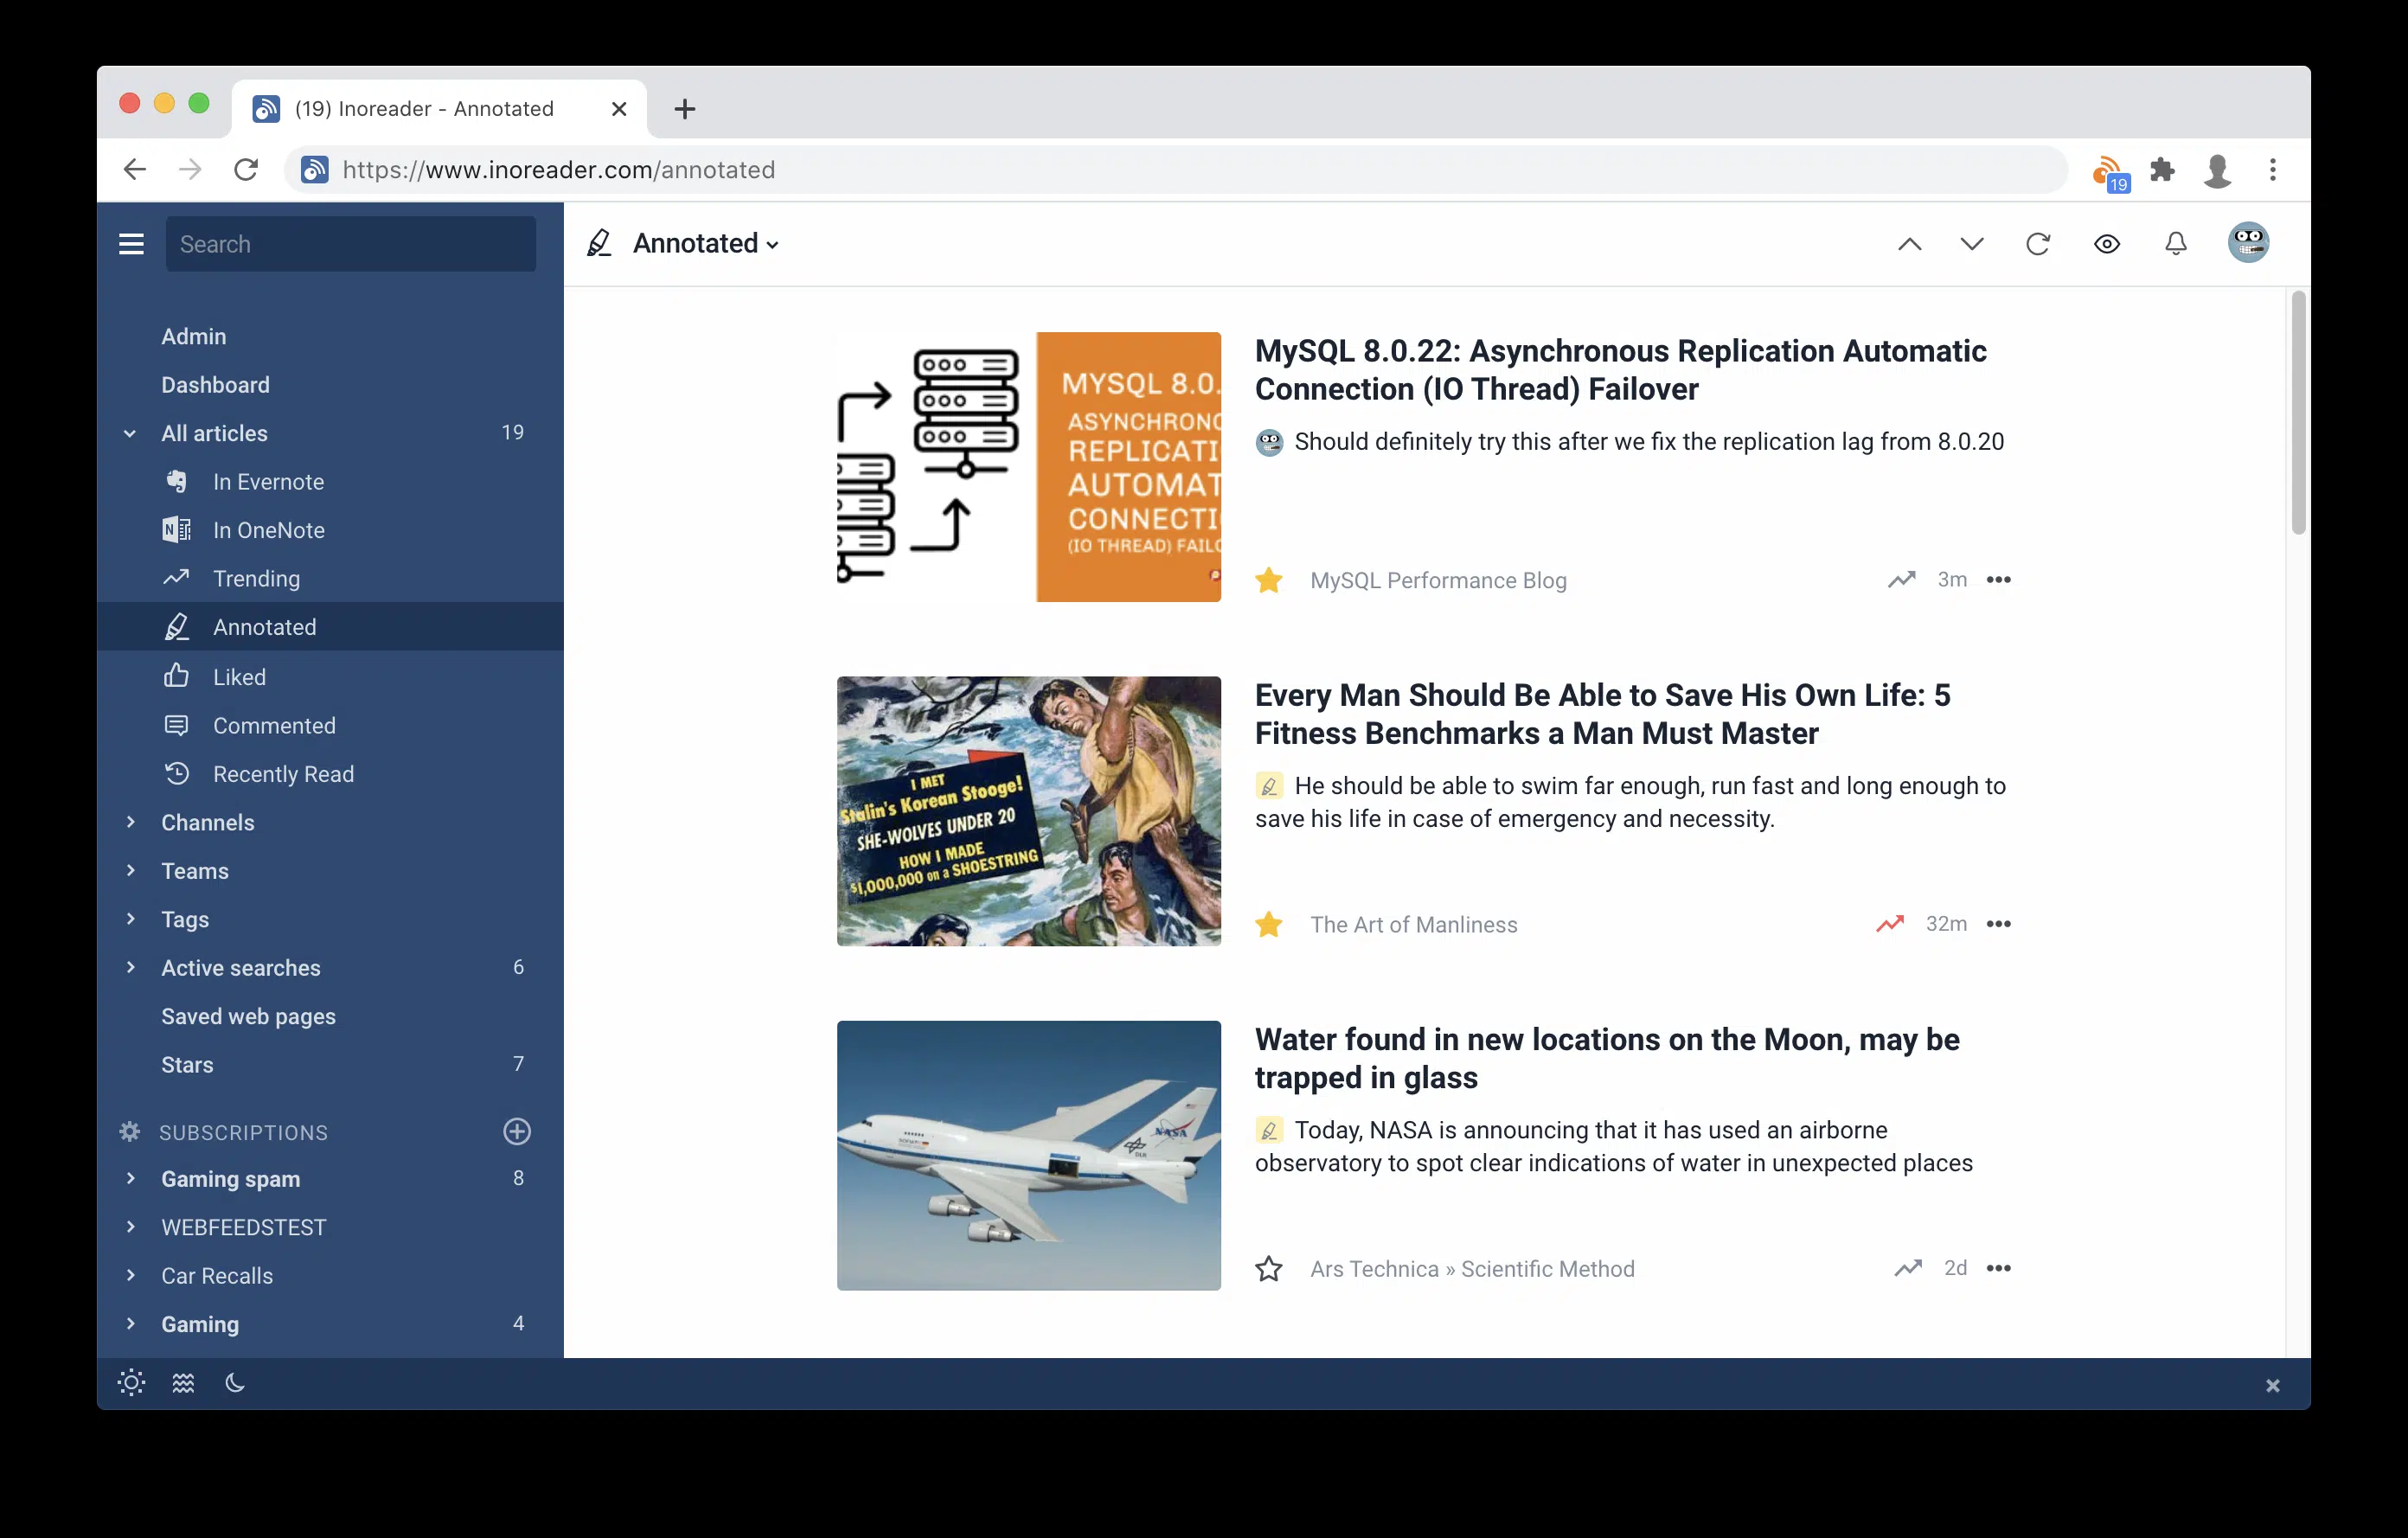 (19) Inoreader - Annotated
https://www.inoreader.com/annotated
19
Search
Annotated
Admin
Dashboard
All articles 19
In Evernote
In OneNote
Trending
Annotated
Liked
Commented
Recently Read
Channels
Teams
Tags
Active searches 6
Saved web pages
Stars 7
SUBSCRIPTIONS
Gaming spam 8
WEBFEEDSTEST
Car Recalls
Gaming 4
MYSQL 8.0.
ASYNCHRONO
REPLICATI
AUTOMAT
CONNECTI
(IO THREAD) FAILO
MySQL 8.0.22: Asynchronous Replication Automatic
Connection (IO Thread) Failover
Should definitely try this after we fix the replication lag from 8.0.20
MySQL Performance Blog 3m
I MET
Stalin's Korean Stooge!
SHE-WOLVES UNDER 20
HOW I MADE
$1,000,000 on a SHOESTRING
Every Man Should Be Able to Save His Own Life: 5
Fitness Benchmarks a Man Must Master
He should be able to swim far enough, run fast and long enough to
save his life in case of emergency and necessity.
The Art of Manliness 32m
NASA
DLR
Water found in new locations on the Moon, may be
trapped in glass
Today, NASA is announcing that it has used an airborne
observatory to spot clear indications of water in unexpected places
Ars Technica » Scientific Method 2d